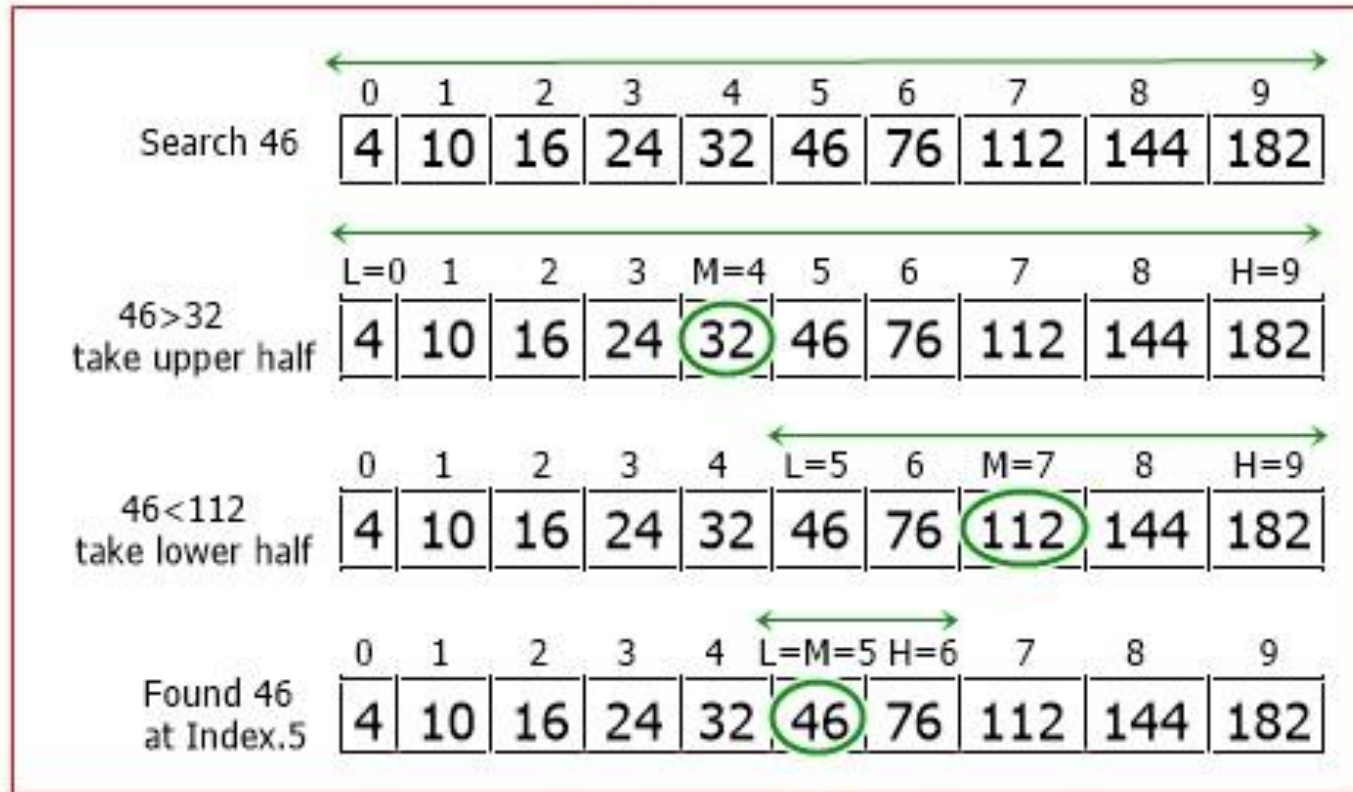 0 1 2 3 4 5 6 7 8 9
Search 46 4 10 16 24 32 46 76 112 144 182
L=0 1 2 3 M=4 5 6 7 8 H=9
46>32
take upper half 4 10 16 24 32 46 76 112 144 182
0 1 2 3 4 L=5 6 M=7 8 H=9
46<112
take lower half 4 10 16 24 32 46 76 112 144 182
0 1 2 3 4 L=M=5 H=6 7 8 9
Found 46
at Index.5 4 10 16 24 32 46 76 112 144 182